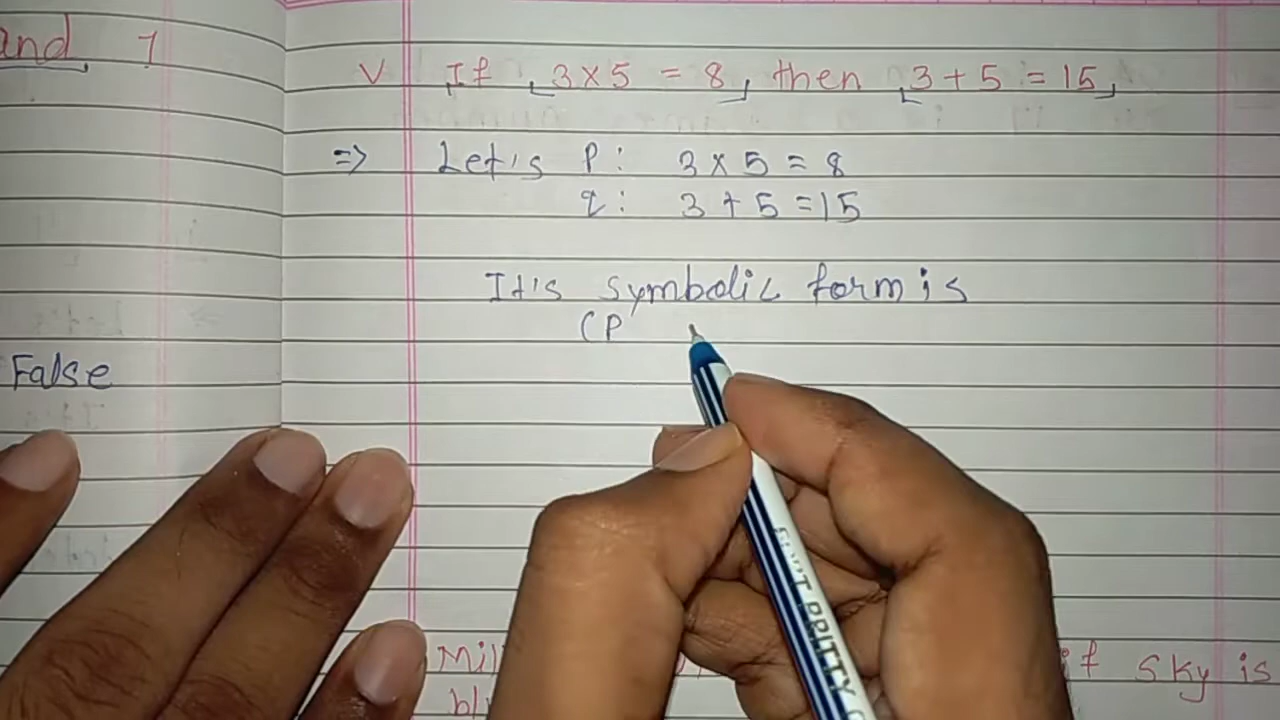 and 1
False
V If 3×5 = 8, then 3+5 = 15,
=> Let's P: 3×5=8
q: 3+5=15
It's symbolic form is
(P
if sky is